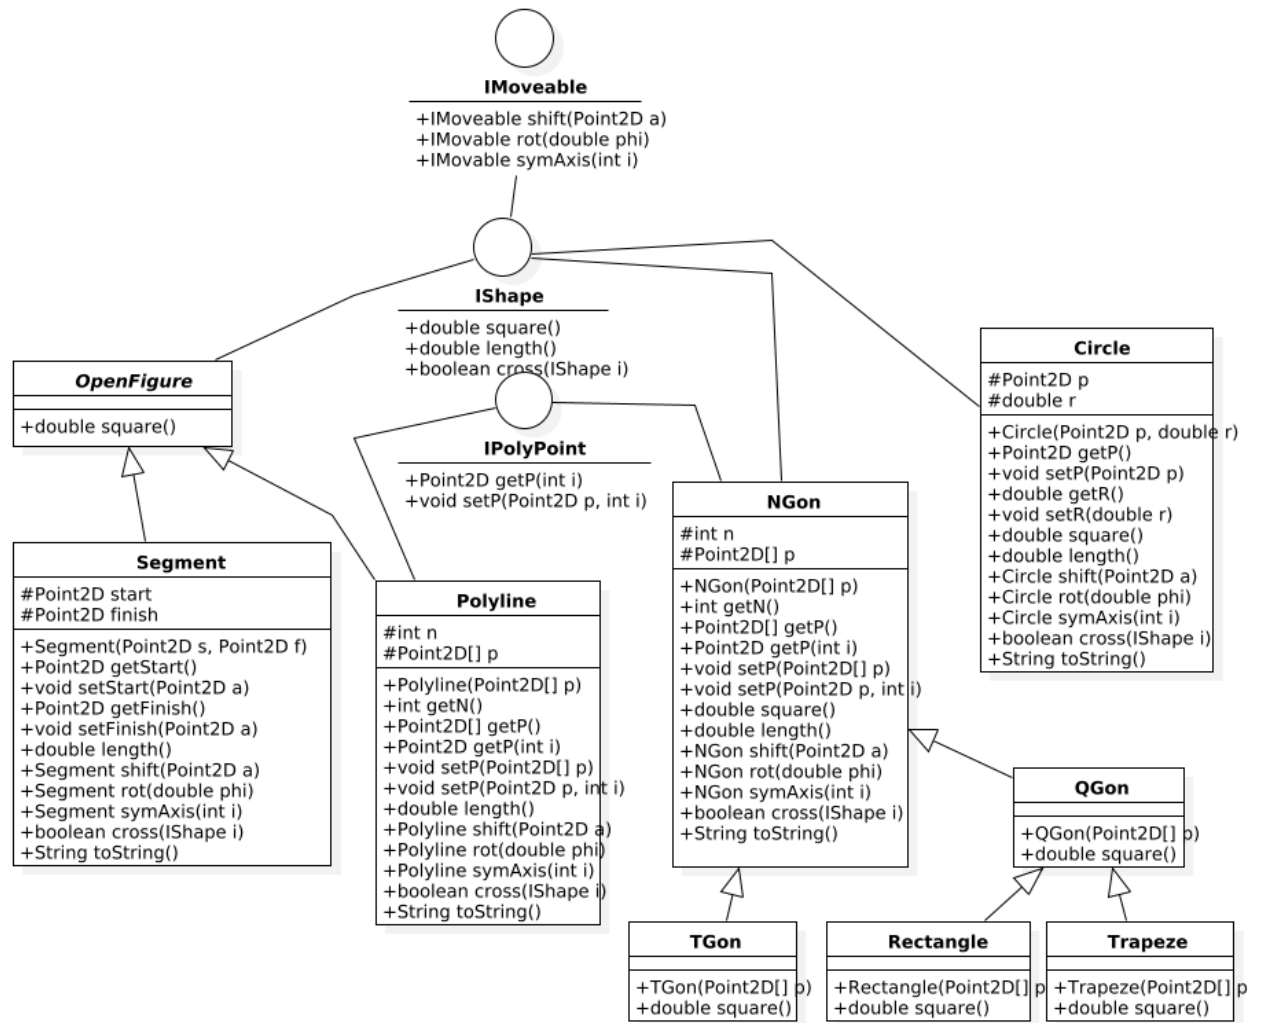 IMoveable
+IMoveable shift(Point2D a)
+IMovable rot(double phi)
+IMovable symAxis(int i)
IShape
+double square()
+double length()
+boolean cross(IShape i)
OpenFigure
+double square()
IPolyPoint
+Point2D getP(int i)
+void setP(Point2D p, int i)
Circle
#Point2D p
#double r
+Circle(Point2D p, double r)
+Point2D getP()
+void setP(Point2D p)
+double getR()
+void setR(double r)
+double square()
+double length()
+Circle shift(Point2D a)
+Circle rot(double phi)
+Circle symAxis(int i)
+boolean cross(IShape i)
+String toString()
Segment
#Point2D start
#Point2D finish
+Segment(Point2D s, Point2D f)
+Point2D getStart()
+void setStart(Point2D a)
+Point2D getFinish()
+void setFinish(Point2D a)
+double length()
+Segment shift(Point2D a)
+Segment rot(double phi)
+Segment symAxis(int i)
+boolean cross(IShape i)
+String toString()
Polyline
#int n
#Point2D[] p
+Polyline(Point2D[] p)
+int getN()
+Point2D[] getP()
+Point2D getP(int i)
+void setP(Point2D[] p)
+void setP(Point2D p, int i)
+double length()
+Polyline shift(Point2D a)
+Polyline rot(double phi)
+Polyline symAxis(int i)
+boolean cross(IShape i)
+String toString()
NGon
#int n
#Point2D[] p
+NGon(Point2D[] p)
+int getN()
+Point2D[] getP()
+Point2D getP(int i)
+void setP(Point2D[] p)
+void setP(Point2D p, int i)
+double square()
+double length()
+NGon shift(Point2D a)
+NGon rot(double phi)
+NGon symAxis(int i)
+boolean cross(IShape i)
+String toString()
QGon
+QGon(Point2D[] p)
+double square()
TGon
+TGon(Point2D[] p)
+double square()
Rectangle
+Rectangle(Point2D[] p
+double square()
Trapeze
+Trapeze(Point2D[] p
+double square()